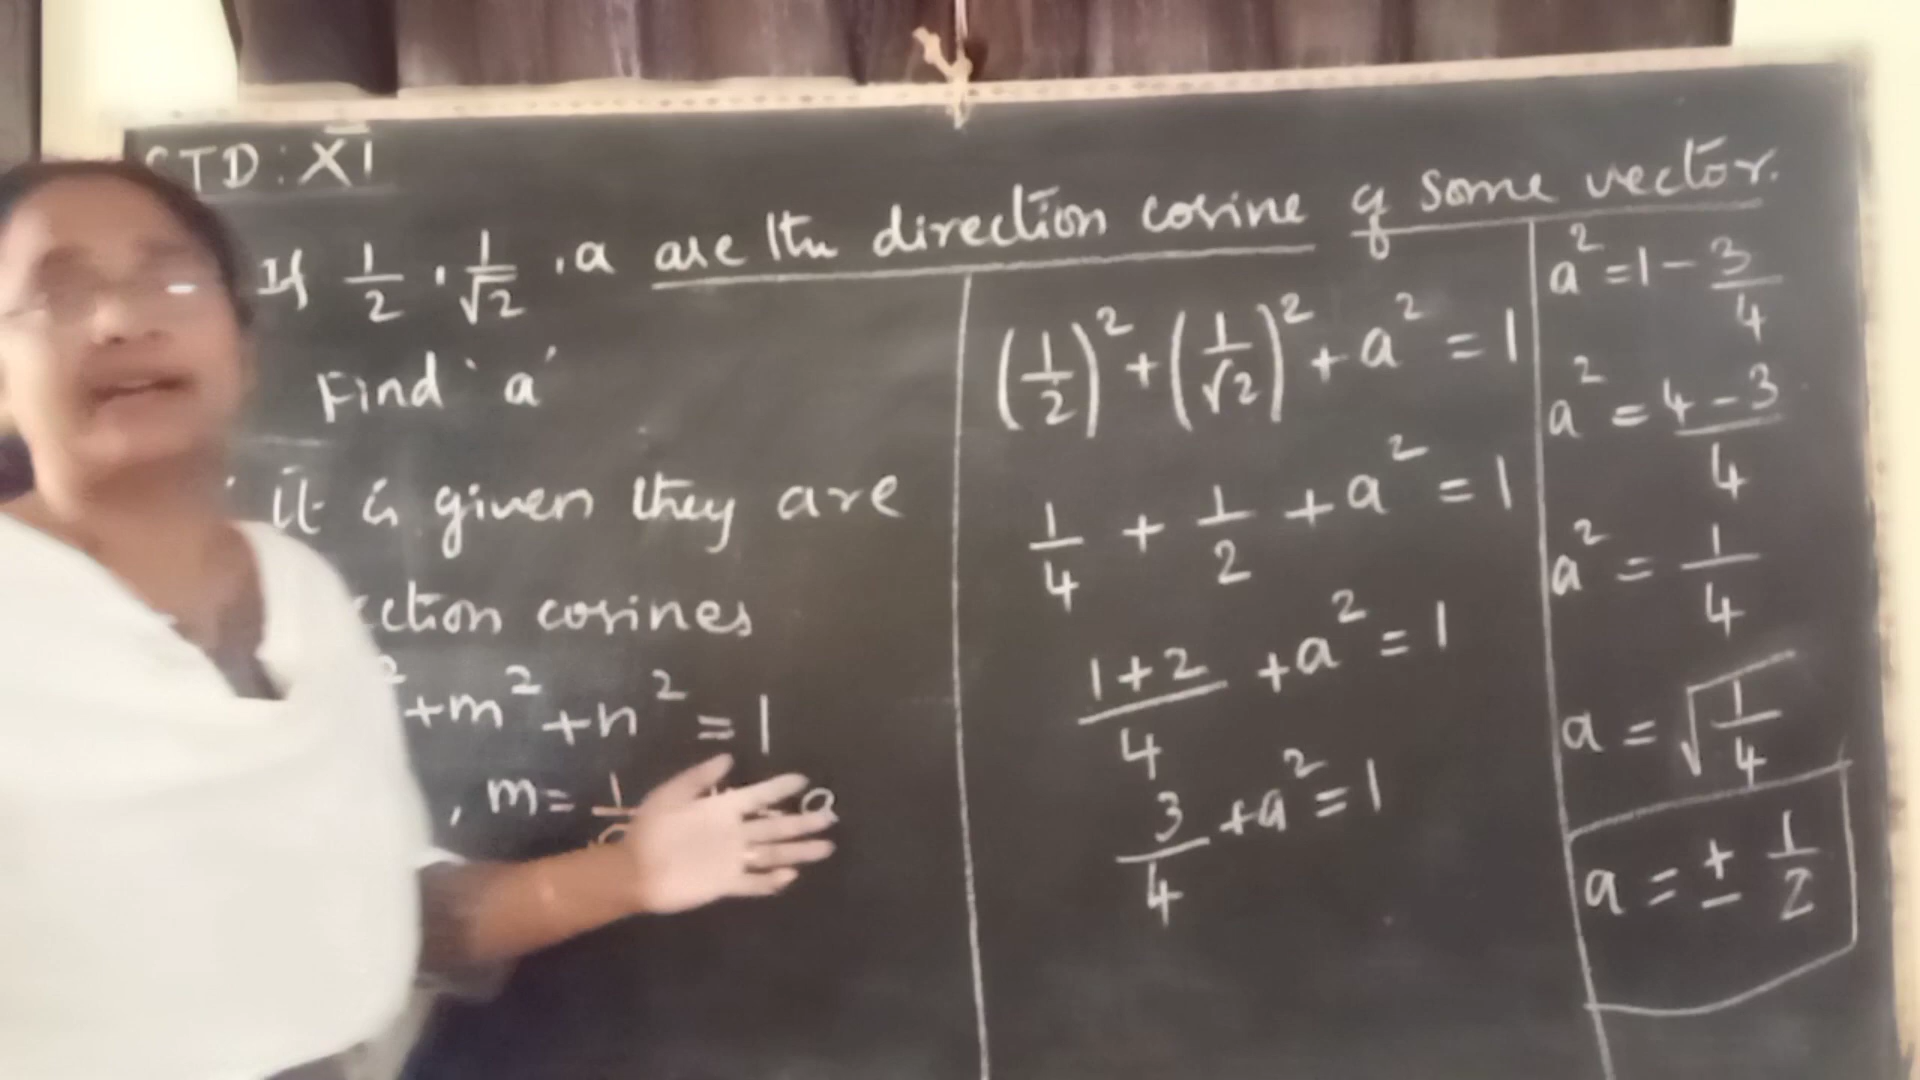 STD : XI
If 1/2 , 1/√2 , a are the direction cosine of some vector.
Find 'a'
It is given they are
ction cosines
² + m² + n² = 1
, m = 1 a
(1/2)² + (1/√2)² + a² = 1
1/4 + 1/2 + a² = 1
1+2/4 + a² = 1
3/4 + a² = 1
a² = 1 - 3/4
a² = 4-3/4
a² = 1/4
a = √1/4
a = ± 1/2